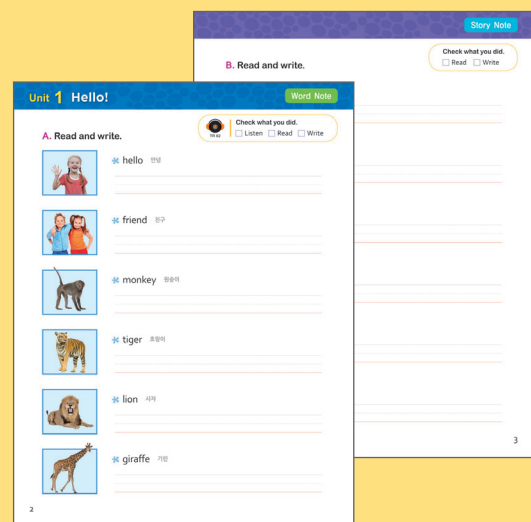 Story Note
B. Read and write.
Check what you did.
Read Write
3
Unit 1 Hello!
Word Note
A. Read and write.
TR 02
Check what you did.
Listen Read Write
hello 안녕
friend 친구
monkey 원숭이
tiger 호랑이
lion 사자
giraffe 기린
2